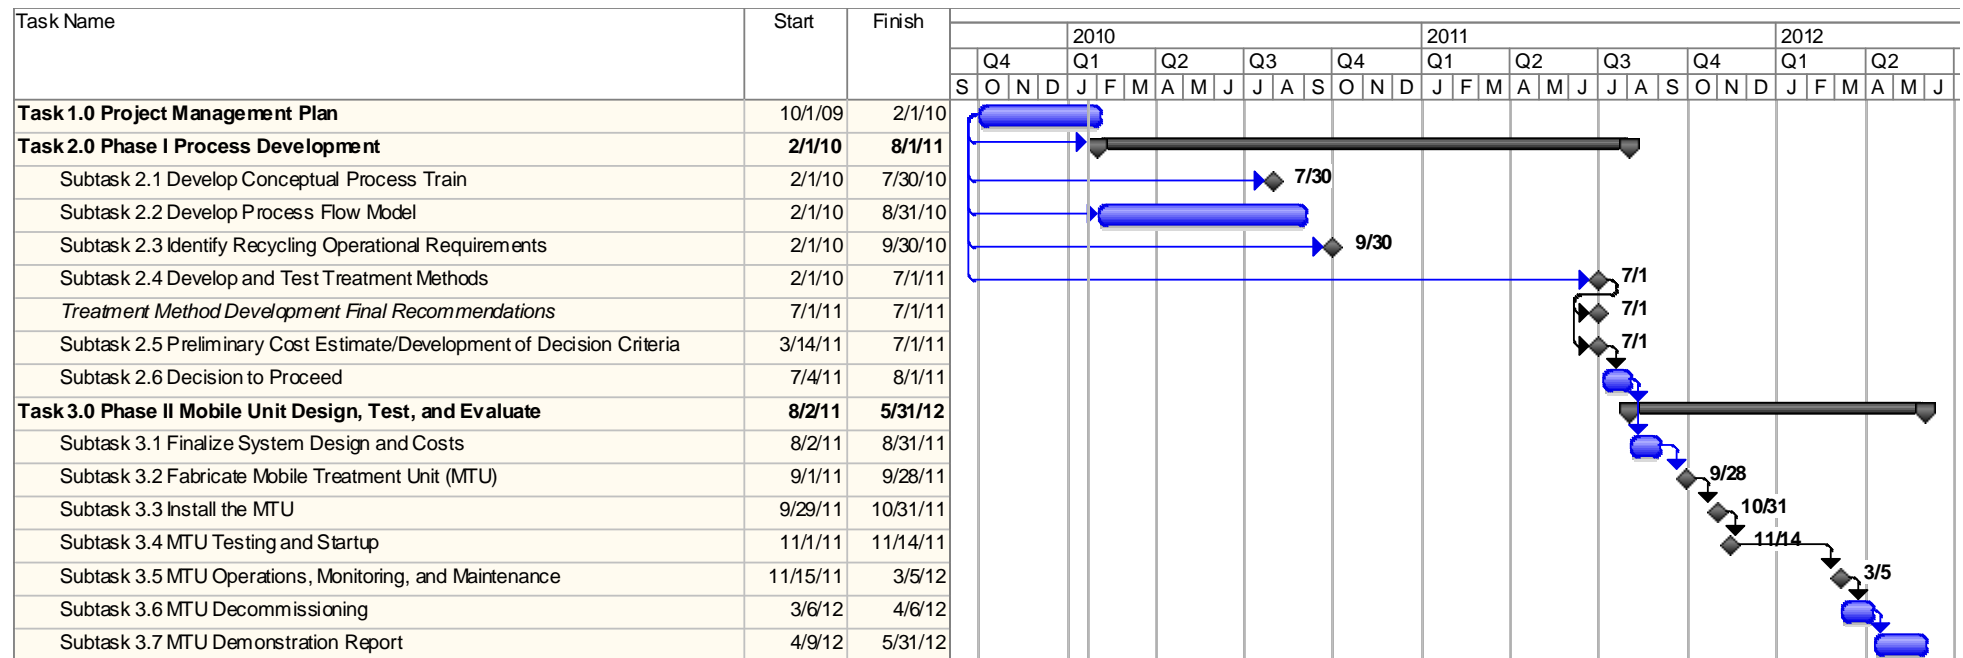 Task Name Start Finish
2010 2011 2012
Q4 Q1 Q2 Q3 Q4 Q1 Q2 Q3 Q4 Q1 Q2
S O N D J F M A M J J A S O N D J F M A M J J A S O N D J F M A M J
Task 1.0 Project Management Plan 10/1/09 2/1/10
Task 2.0 Phase I Process Development 2/1/10 8/1/11
Subtask 2.1 Develop Conceptual Process Train 2/1/10 7/30/10 7/30
Subtask 2.2 Develop Process Flow Model 2/1/10 8/31/10
Subtask 2.3 Identify Recycling Operational Requirements 2/1/10 9/30/10 9/30
Subtask 2.4 Develop and Test Treatment Methods 2/1/10 7/1/11 7/1
Treatment Method Development Final Recommendations 7/1/11 7/1/11 7/1
Subtask 2.5 Preliminary Cost Estimate/Development of Decision Criteria 3/14/11 7/1/11 7/1
Subtask 2.6 Decision to Proceed 7/4/11 8/1/11
Task 3.0 Phase II Mobile Unit Design, Test, and Evaluate 8/2/11 5/31/12
Subtask 3.1 Finalize System Design and Costs 8/2/11 8/31/11
Subtask 3.2 Fabricate Mobile Treatment Unit (MTU) 9/1/11 9/28/11 9/28
Subtask 3.3 Install the MTU 9/29/11 10/31/11 10/31
Subtask 3.4 MTU Testing and Startup 11/1/11 11/14/11 11/14
Subtask 3.5 MTU Operations, Monitoring, and Maintenance 11/15/11 3/5/12 3/5
Subtask 3.6 MTU Decommissioning 3/6/12 4/6/12
Subtask 3.7 MTU Demonstration Report 4/9/12 5/31/12